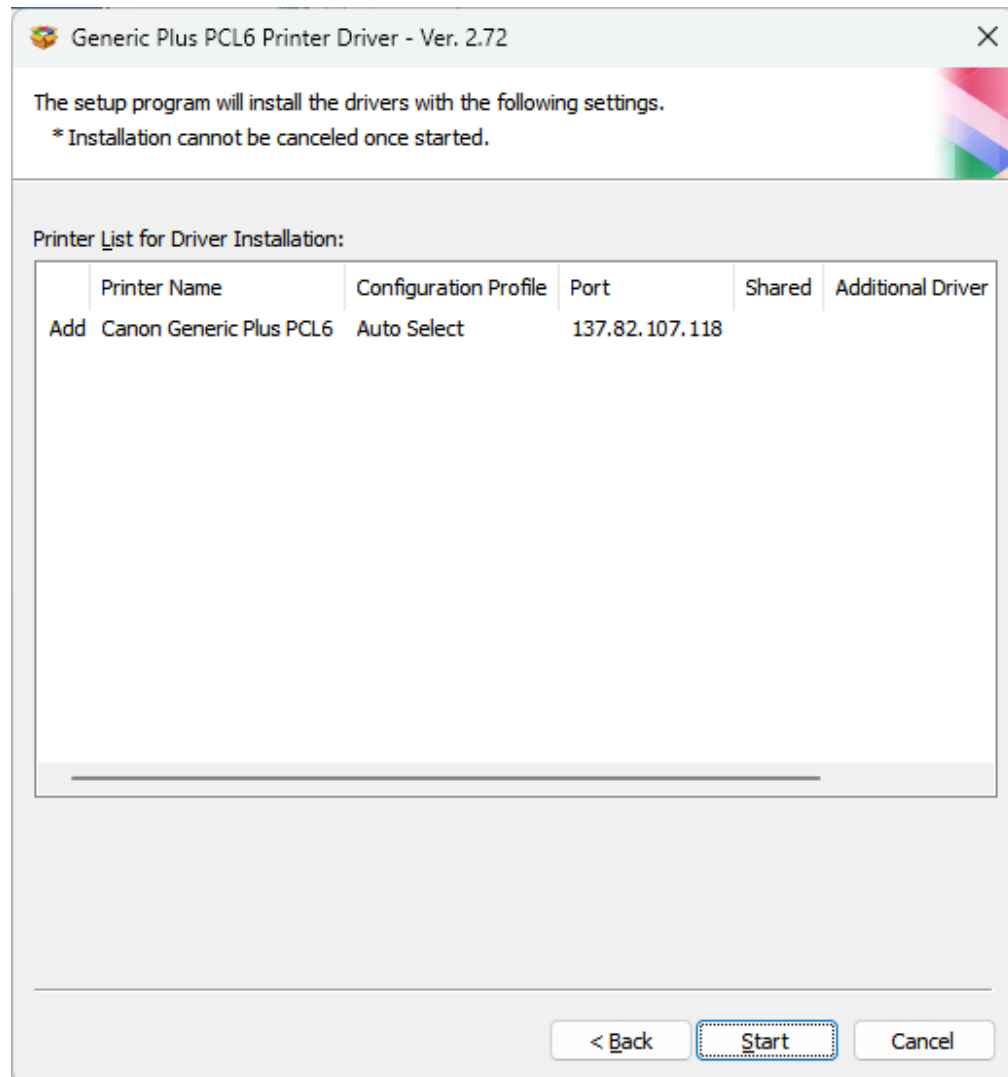 Generic Plus PCL6 Printer Driver - Ver. 2.72
The setup program will install the drivers with the following settings.
* Installation cannot be canceled once started.
Printer List for Driver Installation:
Printer Name Configuration Profile Port Shared Additional Driver
Add Canon Generic Plus PCL6 Auto Select 137.82.107.118
< Back Start Cancel